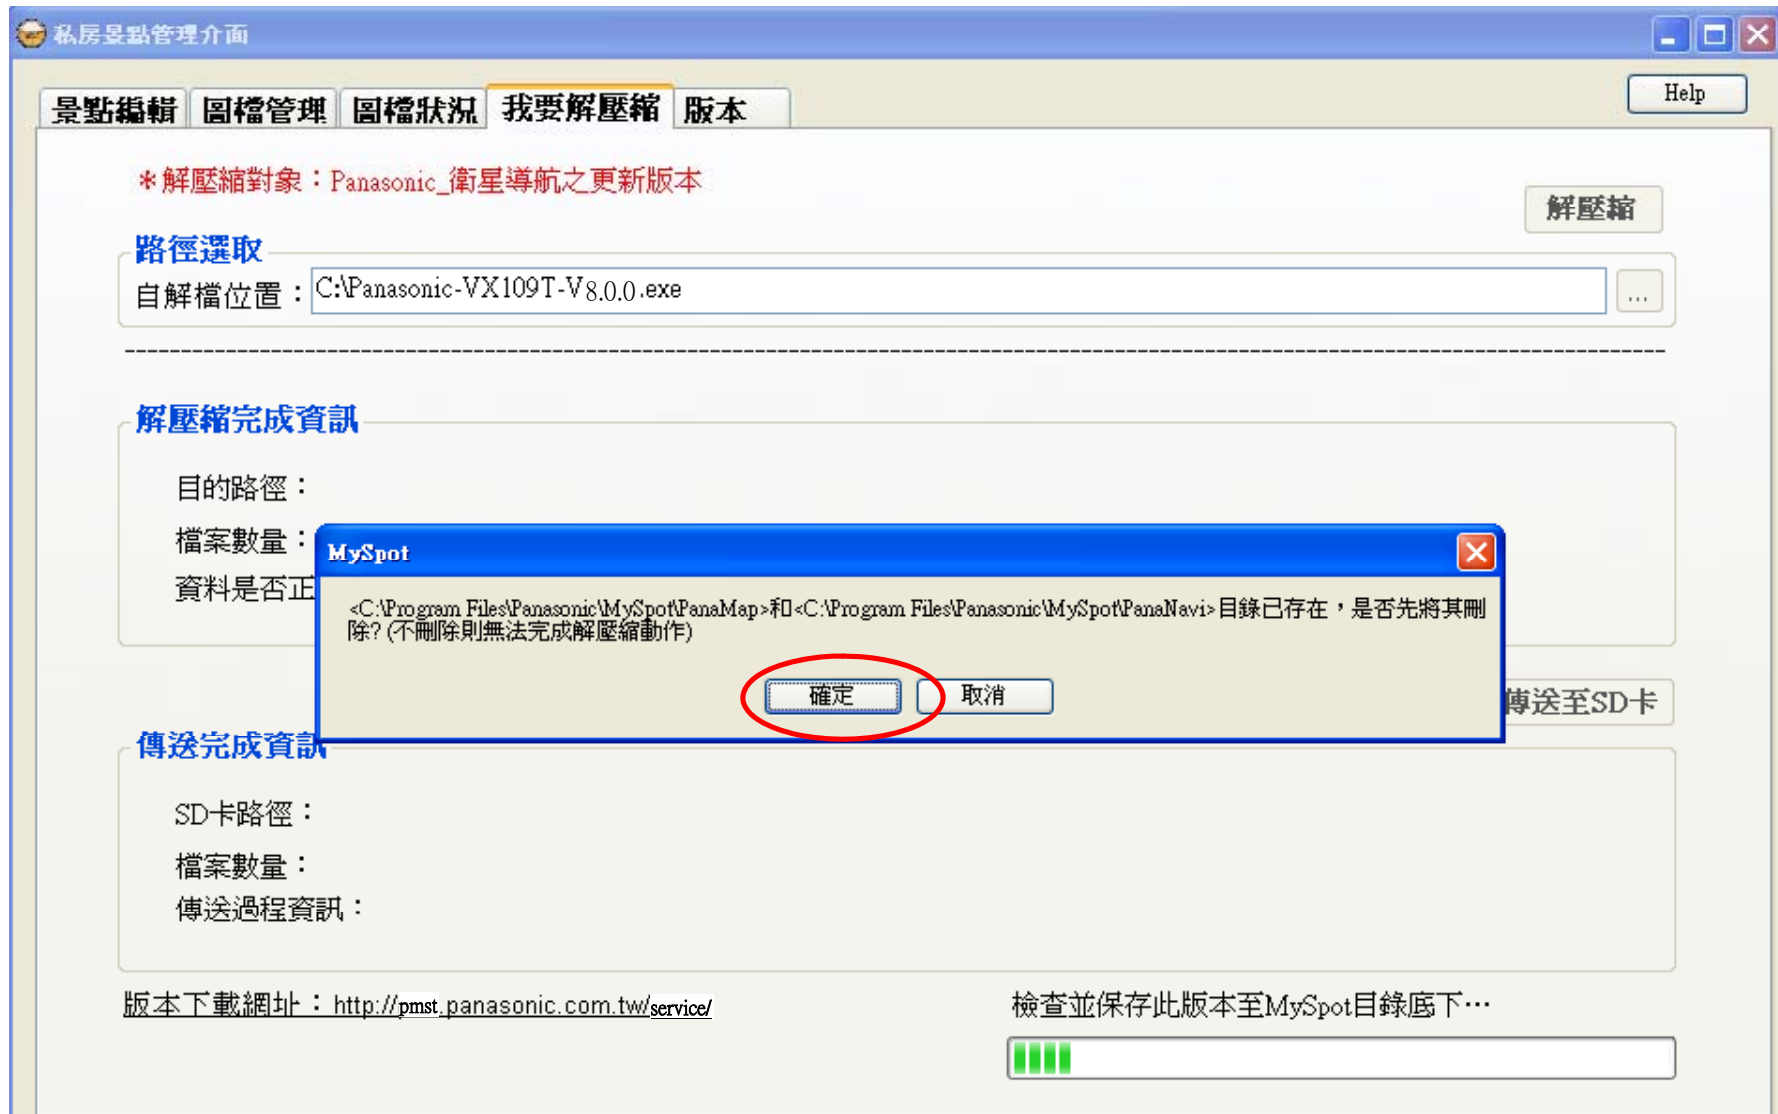 私房景點管理介面
Help
景點編輯 圖檔管理 圖檔狀況 我要解壓縮 版本
*解壓縮對象：Panasonic_衛星導航之更新版本
解壓縮
路徑選取
自解檔位置：C:\Panasonic-VX109T-V8.0.0.exe ...
解壓縮完成資訊
目的路徑：
檔案數量：
資料是否正
MySpot
<C:\Program Files\Panasonic\MySpot\PanaMap>和<C:\Program Files\Panasonic\MySpot\PanaNavi>目錄已存在，是否先將其刪
除? (不刪除則無法完成解壓縮動作)
確定 取消
傳送至SD卡
傳送完成資訊
SD卡路徑：
檔案數量：
傳送過程資訊：
版本下載網址：http://pmst.panasonic.com.tw/service/
檢查並保存此版本至MySpot目錄底下…